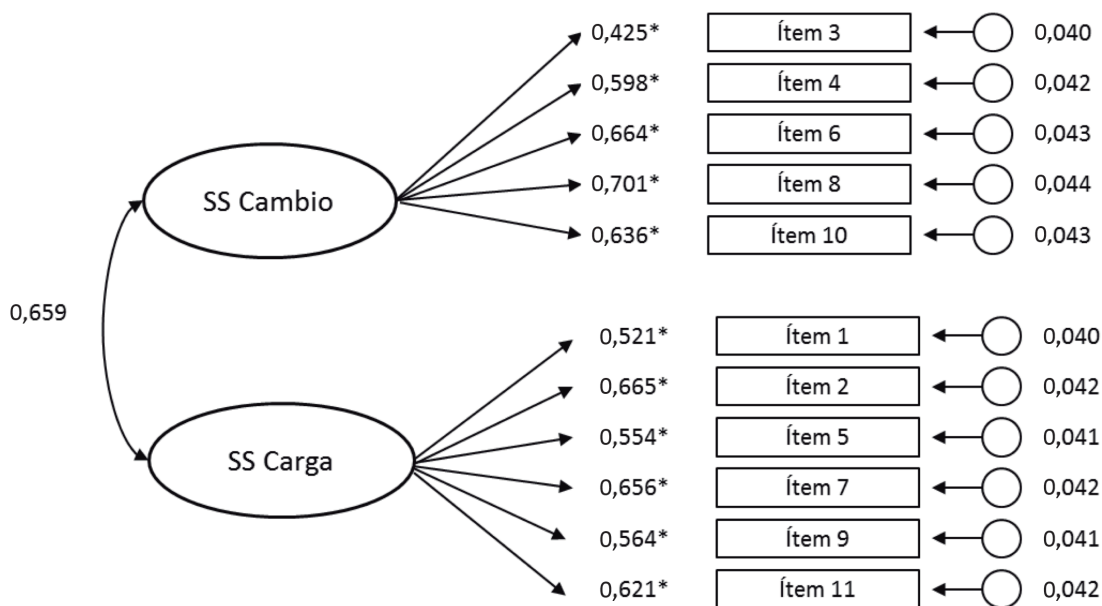 0,425* Ítem 3 0,040
0,598* Ítem 4 0,042
0,664* Ítem 6 0,043
0,701* Ítem 8 0,044
0,636* Ítem 10 0,043
SS Cambio
0,659
0,521* Ítem 1 0,040
0,665* Ítem 2 0,042
0,554* Ítem 5 0,041
0,656* Ítem 7 0,042
0,564* Ítem 9 0,041
0,621* Ítem 11 0,042
SS Carga